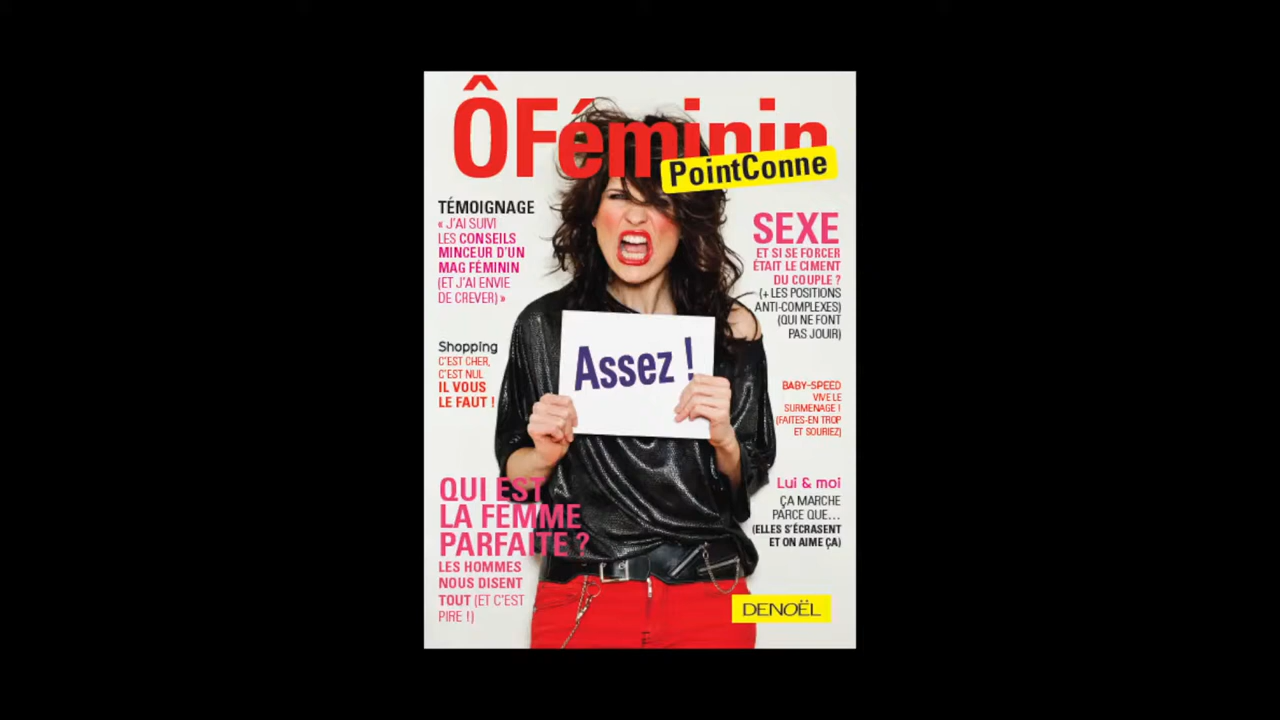 ÔFéminin
PointConne
TÉMOIGNAGE
« J'AI SUIVI
LES CONSEILS
MINCEUR D'UN
MAG FÉMININ
(ET J'AI ENVIE
DE CREVER) »
Shopping
C'EST CHER,
C'EST NUL
IL VOUS
LE FAUT !
QUI EST
LA FEMME
PARFAITE ?
LES HOMMES
NOUS DISENT
TOUT (ET C'EST
PIRE !)
Assez !
SEXE
ET SI SE FORCER
ÉTAIT LE CIMENT
DU COUPLE ?
(+ LES POSITIONS
ANTI-COMPLEXES)
(QUI NE FONT
PAS JOUIR)
BABY-SPEED
VIVE LE
SURMENAGE !
(FAITES-EN TROP
ET SOURIEZ)
Lui & moi
ÇA MARCHE
PARCE QUE...
(ELLES S'ÉCRASENT
ET ON AIME ÇA)
DENOËL